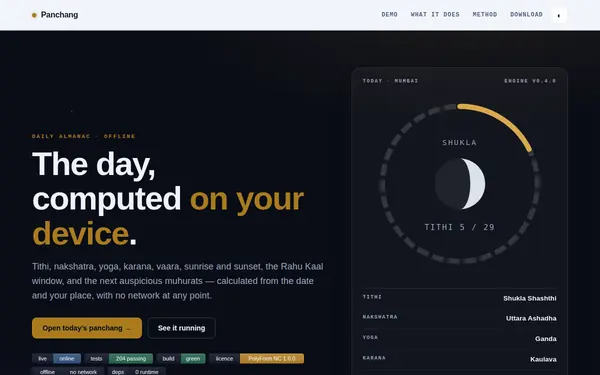 Panchang
DEMO WHAT IT DOES METHOD DOWNLOAD
DAILY ALMANAC · OFFLINE
The day,
computed on your
device.
Tithi, nakshatra, yoga, karana, vaara, sunrise and sunset, the Rahu Kaal
window, and the next auspicious muhurats — calculated from the date
and your place, with no network at any point.
Open today's panchang → See it running
live online tests 204 passing build green licence PolyForm NC 1.0.0
offline no network deps 0 runtime
TODAY · MUMBAI ENGINE V0.4.0
SHUKLA
TITHI 5 / 29
TITHI Shukla Shashthi
NAKSHATRA Uttara Ashadha
YOGA Ganda
KARANA Kaulava